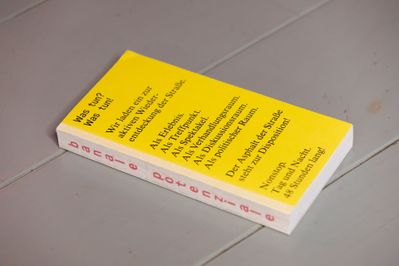 Was tun?
Was tun!
Wir laden ein zur
aktiven Wieder-
entdeckung der Straße.
Als Erlebnis.
Als Treffpunkt.
Als Spektakel.
Als Verhandlungsraum.
Als Diskussionsraum.
Als politischer Raum.
Der Asphalt der Straße
steht zur Disposition!
Nonstop.
Tag und Nacht.
48 Stunden lang!
banale Potenziale